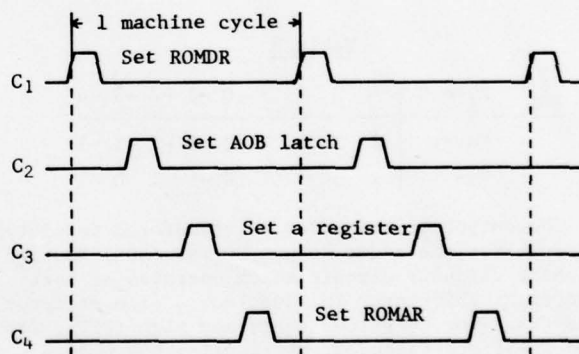 1 machine cycle
C1 Set ROMDR
C2 Set AOB latch
C3 Set a register
C4 Set ROMAR